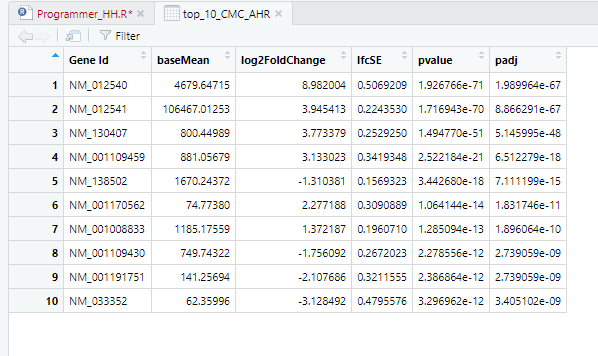 Programmer_HH.R* top_10_CMC_AHR
Filter
Gene Id baseMean log2FoldChange lfcSE pvalue padj
1 NM_012540 4679.64715 8.982004 0.5069209 1.926766e-71 1.989964e-67
2 NM_012541 106467.01253 3.945413 0.2243530 1.716943e-70 8.866291e-67
3 NM_130407 800.44989 3.773379 0.2529250 1.494770e-51 5.145995e-48
4 NM_001109459 881.05679 3.133023 0.3419348 2.522184e-21 6.512279e-18
5 NM_138502 1670.24372 -1.310381 0.1569323 3.442680e-18 7.111199e-15
6 NM_001170562 74.77380 2.277188 0.3090889 1.064144e-14 1.831746e-11
7 NM_001008833 1185.17559 1.372187 0.1960710 1.285094e-13 1.896064e-10
8 NM_001109430 749.74322 -1.756092 0.2672023 2.278556e-12 2.739059e-09
9 NM_001191751 141.25694 -2.107686 0.3211555 2.386864e-12 2.739059e-09
10 NM_033352 62.35996 -3.128492 0.4795576 3.296962e-12 3.405102e-09